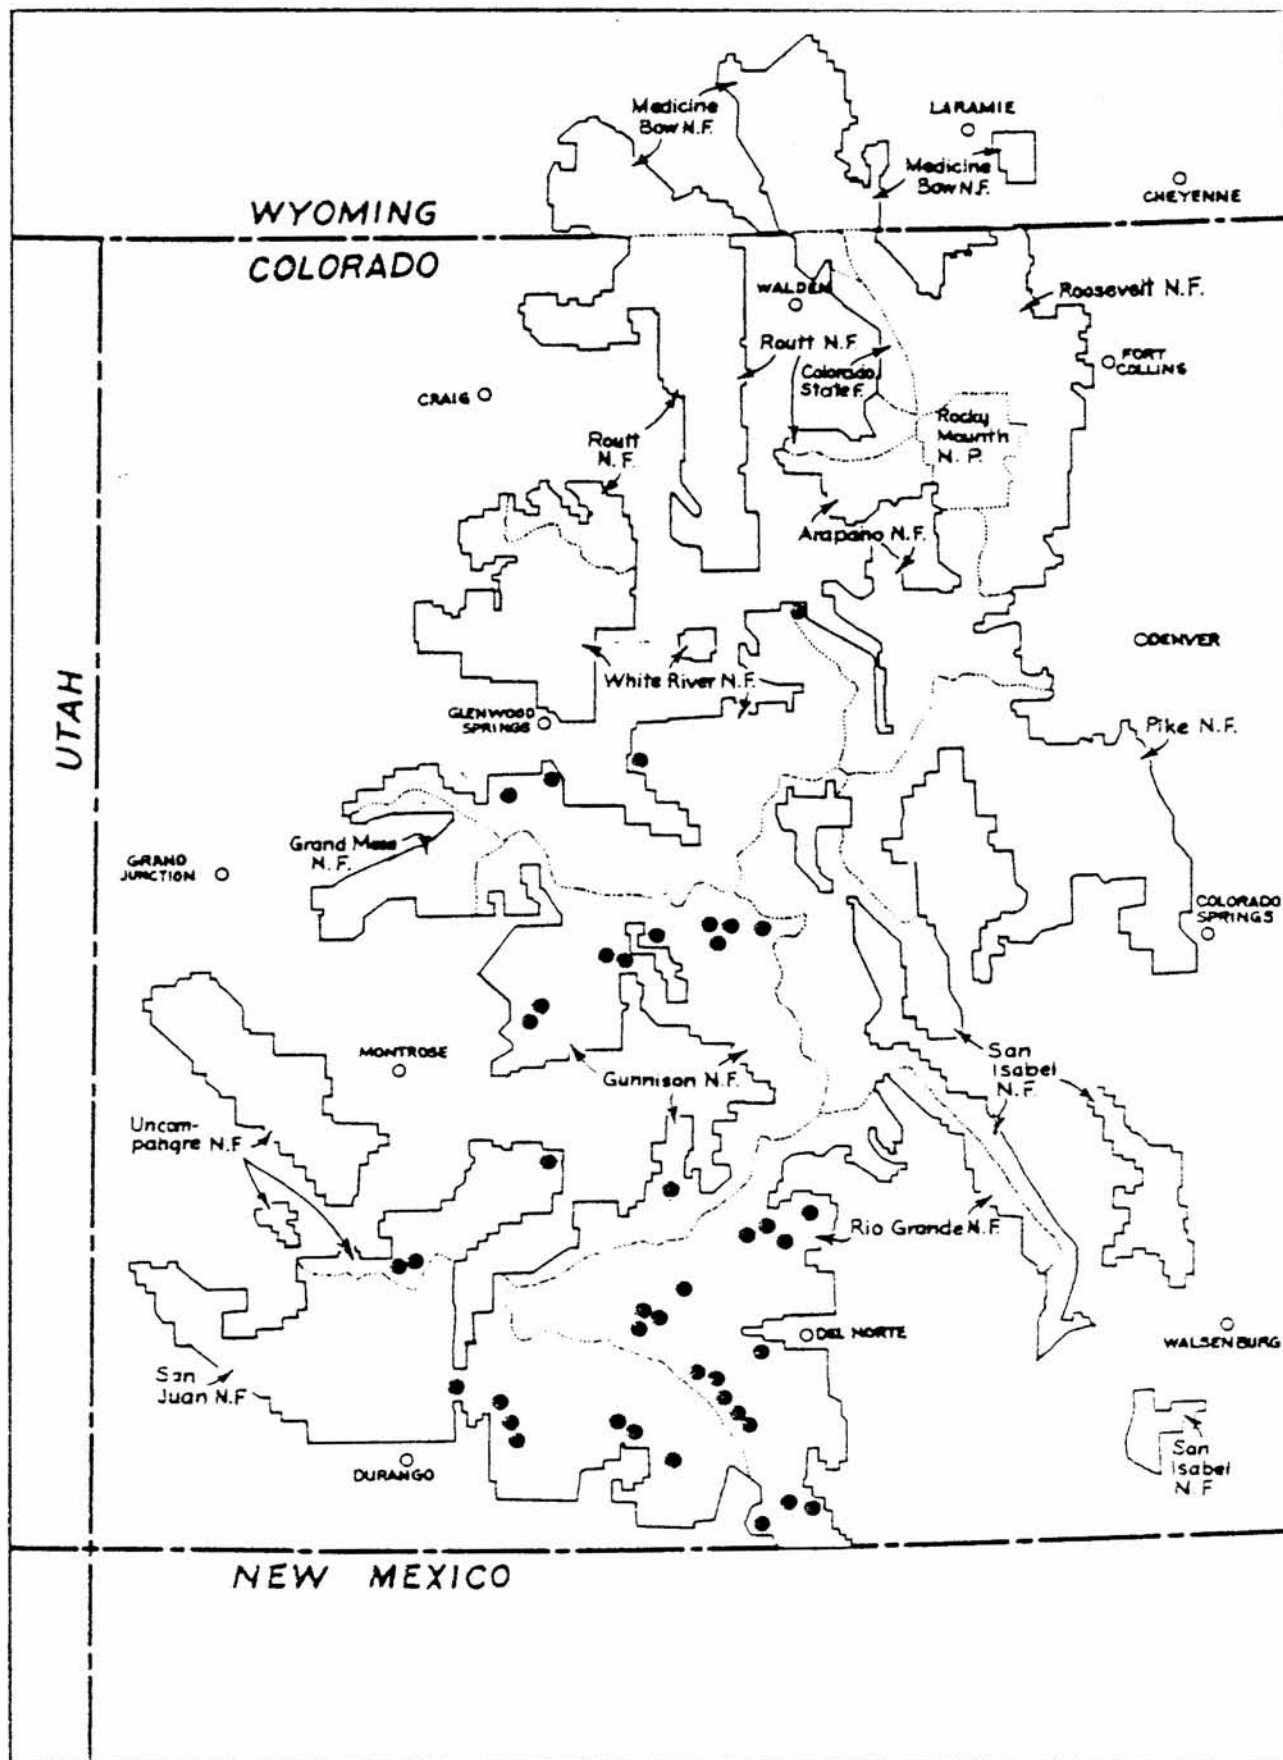 Medicine
Bow N.F.
LARAMIE
Medicine
Bow N.F.
CHEYENNE
WYOMING
COLORADO
WALDEN
Roosevelt N.F.
Routt N.F.
FORT
COLLINS
Colorado
State F.
CRAIG
Rocky
Mauntn
N. P.
Routt
N. F.
Arapaho N.F.
DENVER
UTAH
White River N.F.
GLENWOOD
SPRINGS
Pike N.F.
Grand Mesa
N.F.
GRAND
JUNCTION
COLORADO
SPRINGS
MONTROSE
San
Isabel
N.F.
Gunnison N.F.
Uncom-
pahgre N.F
Rio Grande N.F.
DEL NORTE
WALSENBURG
San
Juan N.F
DURANGO
San
Isabel
N.F
NEW MEXICO